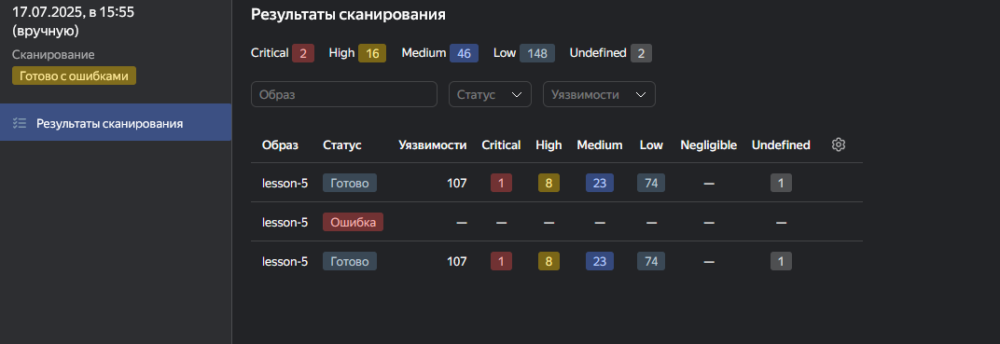 17.07.2025, в 15:55
(вручную)
Сканирование
Готово с ошибками
Результаты сканирования
Результаты сканирования
Critical 2 High 16 Medium 46 Low 148 Undefined 2
Образ Статус Уязвимости
Образ Статус Уязвимости Critical High Medium Low Negligible Undefined
lesson-5 Готово 107 1 8 23 74 — 1
lesson-5 Ошибка — — — — — — —
lesson-5 Готово 107 1 8 23 74 — 1